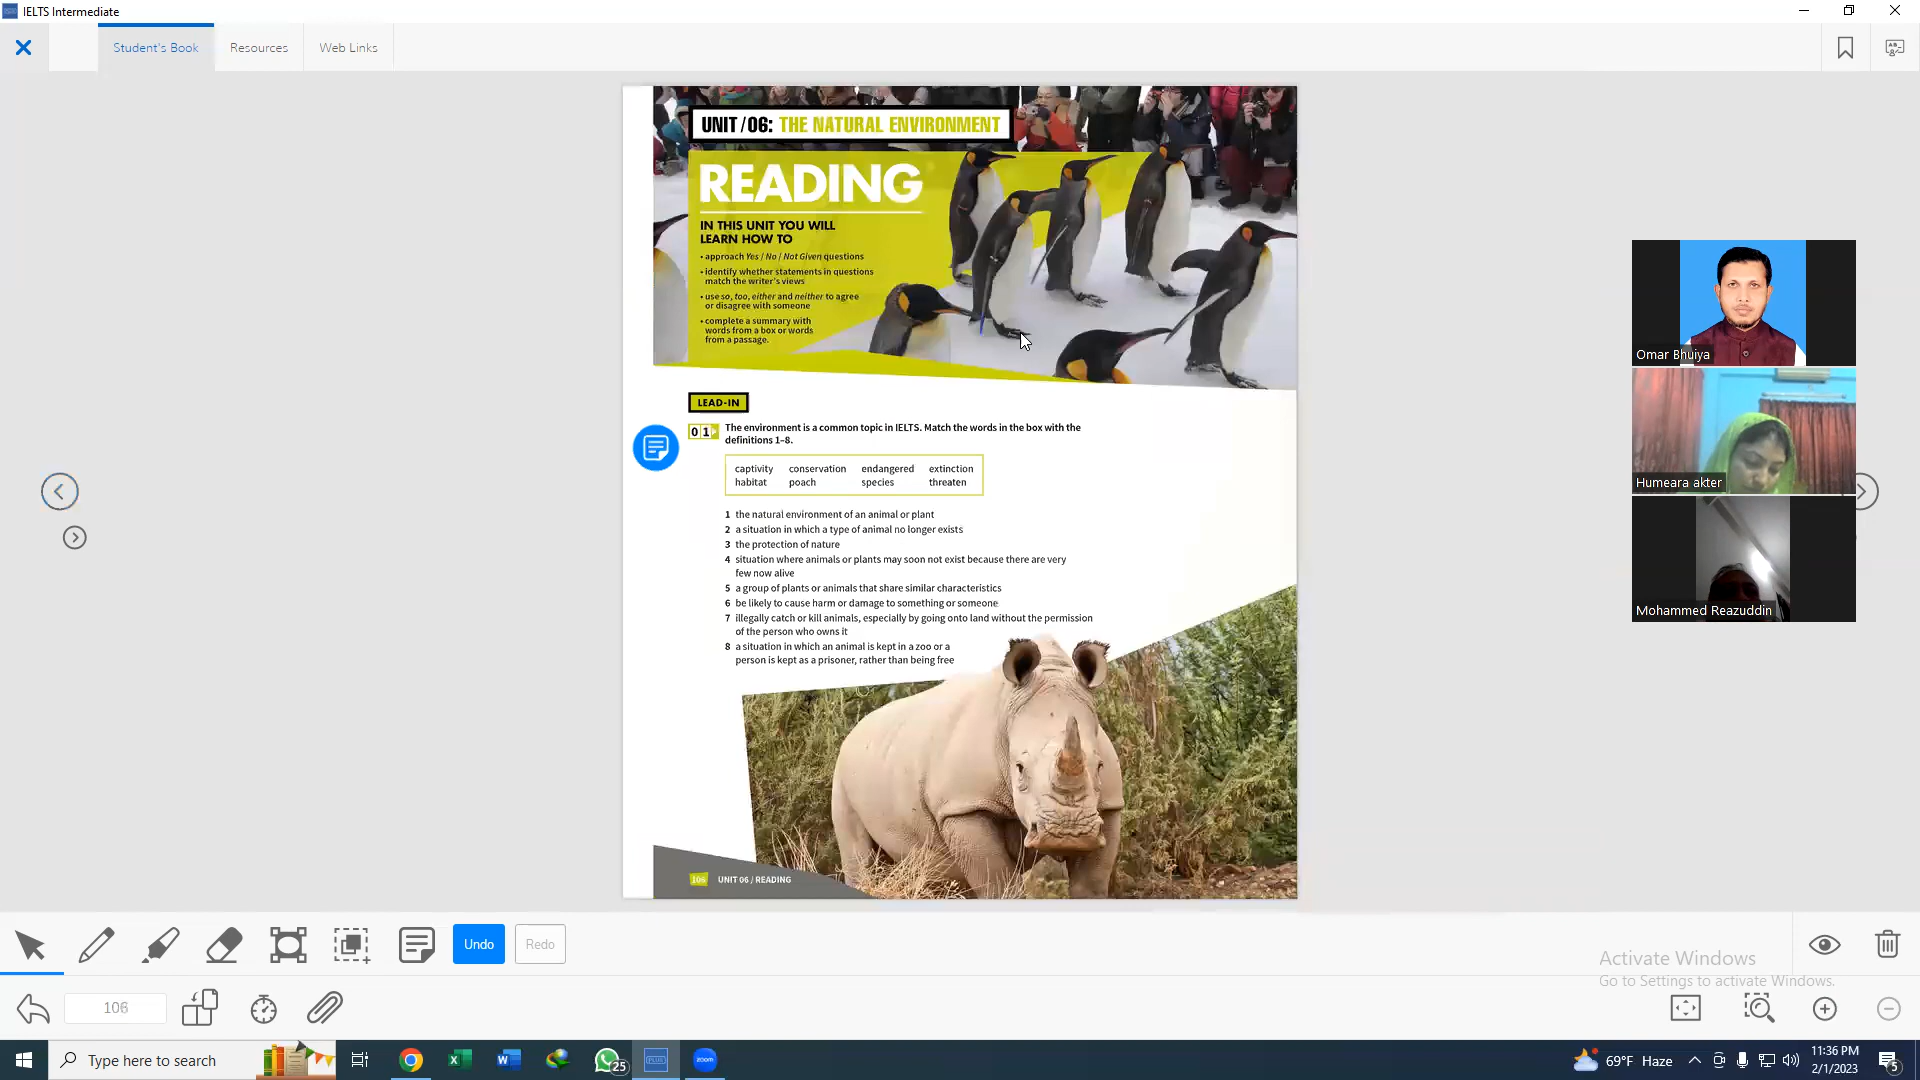 IELTS Intermediate
Student's Book
Resources
Web Links
UNIT / 06: THE NATURAL ENVIRONMENT
READING
IN THIS UNIT YOU WILL
LEARN HOW TO
• approach Yes / No / Not Given questions
• identify whether statements in questions
match the writer's views
• use so, too, either and neither to agree
or disagree with someone
• complete a summary with
words from a box or words
from a passage.
LEAD-IN
01 The environment is a common topic in IELTS. Match the words in the box with the
definitions 1–8.
captivity conservation endangered extinction
habitat poach species threaten
1 the natural environment of an animal or plant
2 a situation in which a type of animal no longer exists
3 the protection of nature
4 situation where animals or plants may soon not exist because there are very
few now alive
5 a group of plants or animals that share similar characteristics
6 be likely to cause harm or damage to something or someone
7 illegally catch or kill animals, especially by going onto land without the permission
of the person who owns it
8 a situation in which an animal is kept in a zoo or a
person is kept as a prisoner, rather than being free
106 UNIT 06 / READING
Omar Bhuiya
Humeara akter
Mohammed Reazuddin
Undo
Redo
Activate Windows
Go to Settings to activate Windows.
106
Type here to search
25
zoom
69°F Haze
11:36 PM
2/1/2023
5